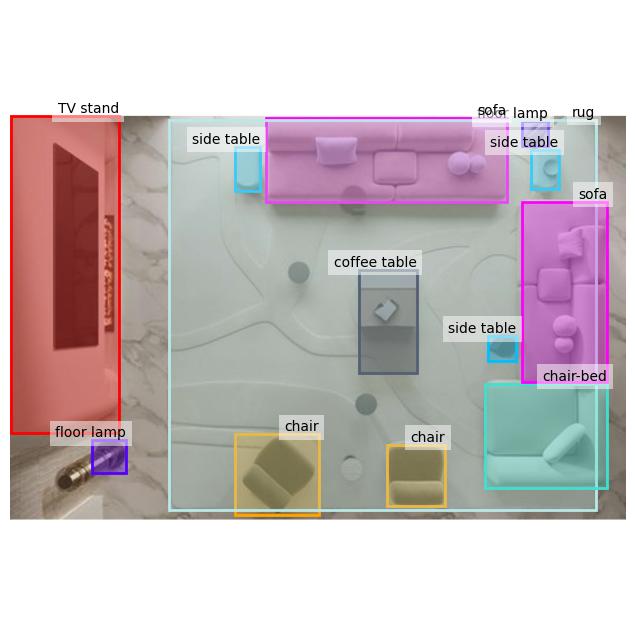 TV stand
sofa
floor lamp
rug
side table
side table
sofa
coffee table
side table
chair-bed
chair
floor lamp
chair